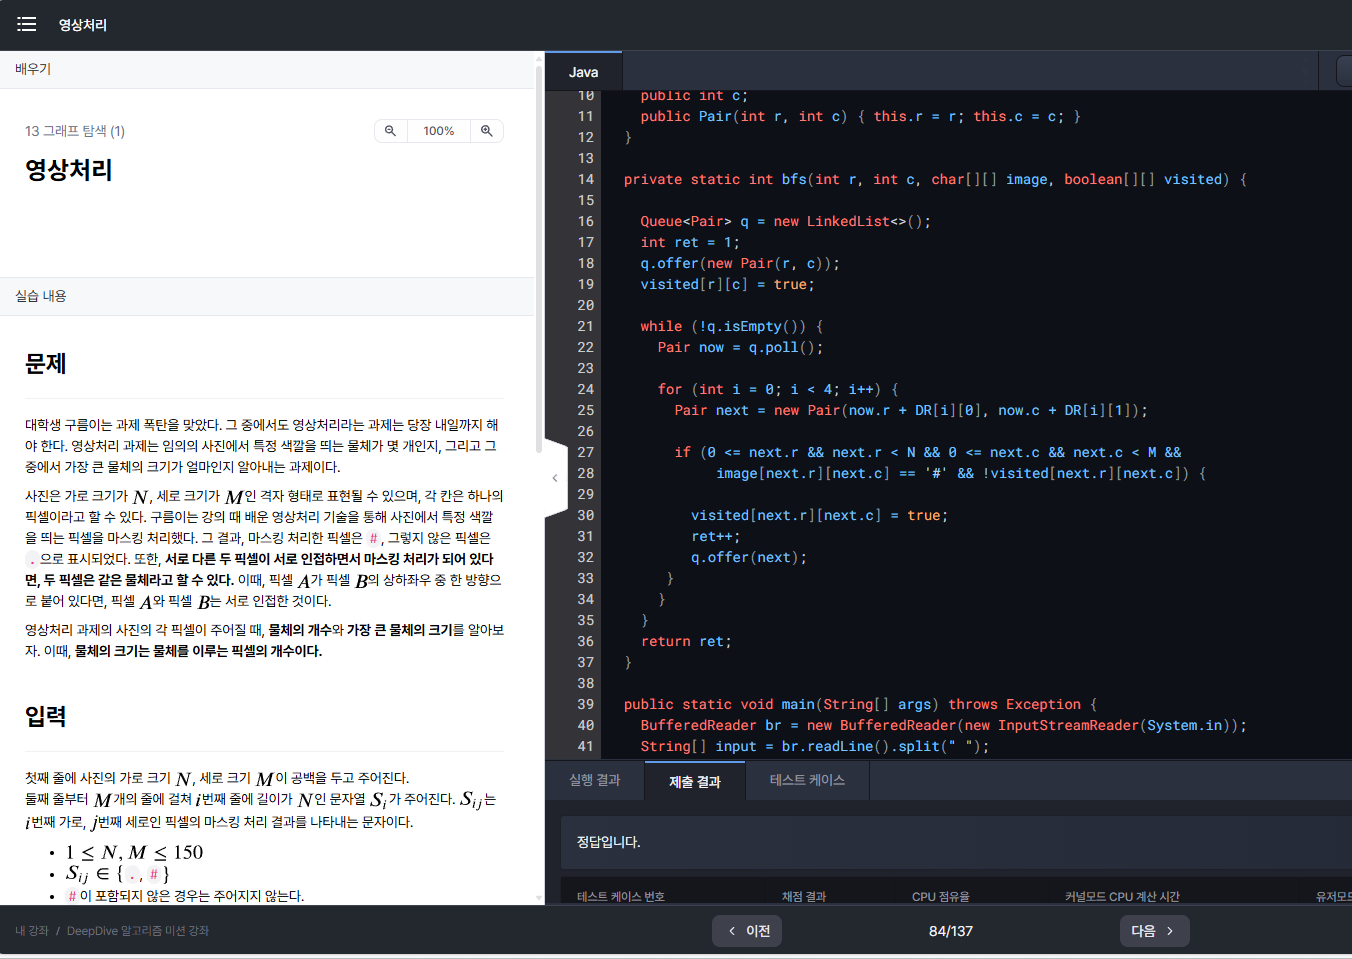 영상처리
배우기
13 그래프 탐색 (1)
100%
영상처리
실습 내용
문제
대학생 구름이는 과제 폭탄을 맞았다. 그 중에서도 영상처리라는 과제는 당장 내일까지 해
야 한다. 영상처리 과제는 임의의 사진에서 특정 색깔을 띄는 물체가 몇 개인지, 그리고 그
중에서 가장 큰 물체의 크기가 얼마인지 알아내는 과제이다.
사진은 가로 크기가 N, 세로 크기가 M인 격자 형태로 표현될 수 있으며, 각 칸은 하나의
픽셀이라고 할 수 있다. 구름이는 강의 때 배운 영상처리 기술을 통해 사진에서 특정 색깔
을 띄는 픽셀을 마스킹 처리했다. 그 결과, 마스킹 처리한 픽셀은 #, 그렇지 않은 픽셀은
. 으로 표시되었다. 또한, 서로 다른 두 픽셀이 서로 인접하면서 마스킹 처리가 되어 있다
면, 두 픽셀은 같은 물체라고 할 수 있다. 이때, 픽셀 A가 픽셀 B의 상하좌우 중 한 방향으
로 붙어 있다면, 픽셀 A와 픽셀 B는 서로 인접한 것이다.
영상처리 과제의 사진의 각 픽셀이 주어질 때, 물체의 개수와 가장 큰 물체의 크기를 알아보
자. 이때, 물체의 크기는 물체를 이루는 픽셀의 개수이다.
입력
첫째 줄에 사진의 가로 크기 N, 세로 크기 M이 공백을 두고 주어진다.
둘째 줄부터 M개의 줄에 걸쳐 i번째 줄에 길이가 N인 문자열 Si가 주어진다. Sij는
i번째 가로, j번째 세로인 픽셀의 마스킹 처리 결과를 나타내는 문자이다.
• 1 ≤ N, M ≤ 150
• Sij ∈ { ., # }
• # 이 포함되지 않은 경우는 주어지지 않는다.
Java
10 public int c;
11 public Pair(int r, int c) { this.r = r; this.c = c; }
12 }
13
14 private static int bfs(int r, int c, char[][] image, boolean[][] visited) {
15
16 Queue<Pair> q = new LinkedList<>();
17 int ret = 1;
18 q.offer(new Pair(r, c));
19 visited[r][c] = true;
20
21 while (!q.isEmpty()) {
22 Pair now = q.poll();
23
24 for (int i = 0; i < 4; i++) {
25 Pair next = new Pair(now.r + DR[i][0], now.c + DR[i][1]);
26
27 if (0 <= next.r && next.r < N && 0 <= next.c && next.c < M &&
28 image[next.r][next.c] == '#' && !visited[next.r][next.c]) {
29
30 visited[next.r][next.c] = true;
31 ret++;
32 q.offer(next);
33 }
34 }
35 }
36 return ret;
37 }
38
39 public static void main(String[] args) throws Exception {
40 BufferedReader br = new BufferedReader(new InputStreamReader(System.in));
41 String[] input = br.readLine().split(" ");
실행 결과 제출 결과 테스트 케이스
정답입니다.
테스트 케이스 번호 채점 결과 CPU 점유율 커널모드 CPU 계산 시간 유저모드
내 강좌 / DeepDive 알고리즘 미션 강좌
이전 84/137 다음